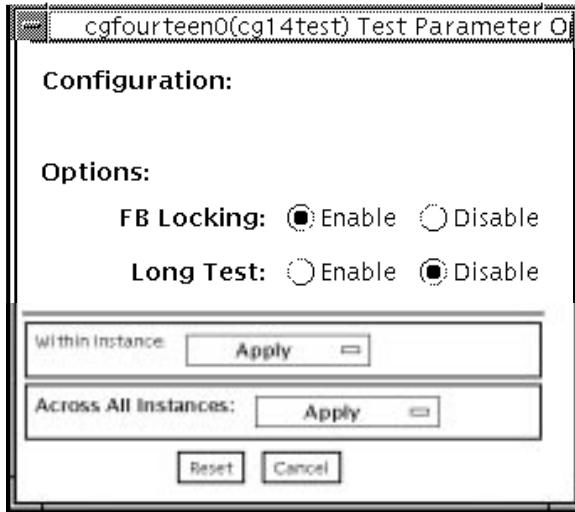 cgfourteen0(cg14test) Test Parameter O
Configuration:
Options:
FB Locking: Enable Disable
Long Test: Enable Disable
Within Instance Apply
Across All Instances: Apply
Reset Cancel